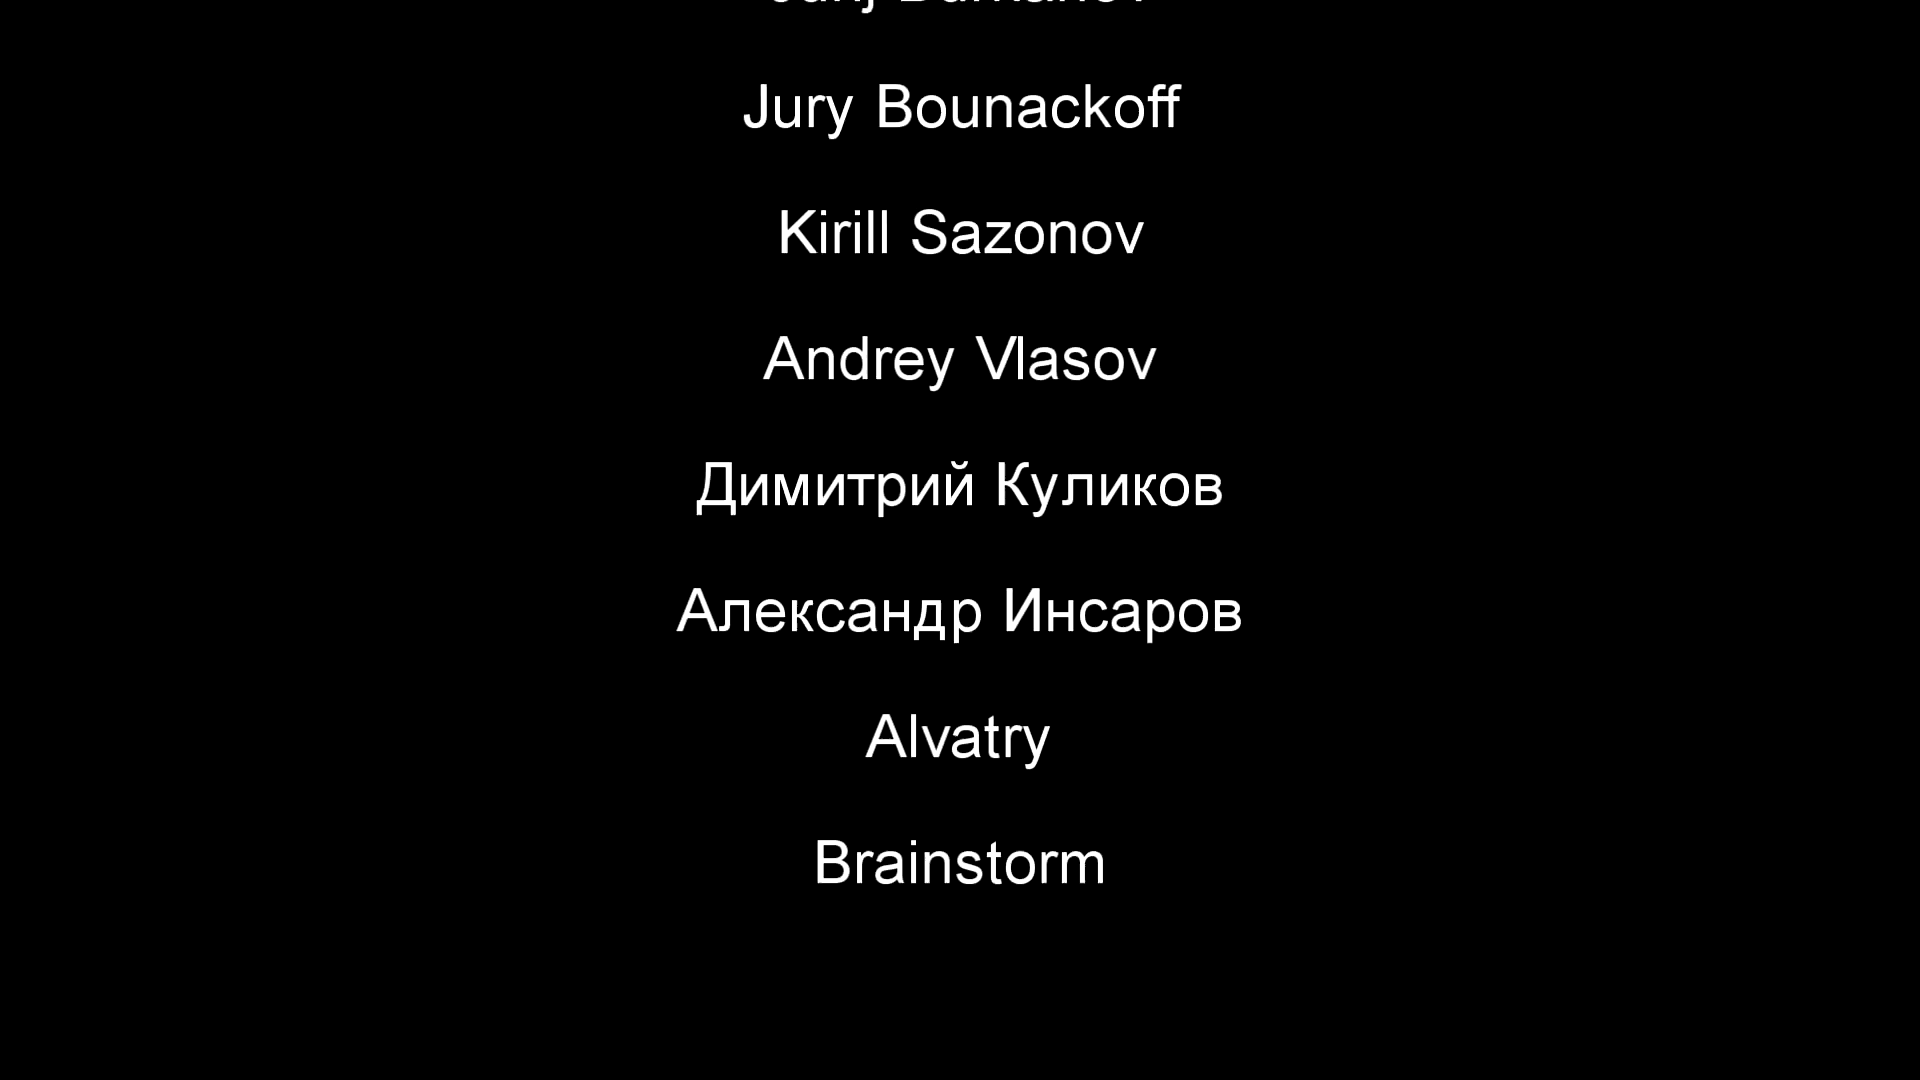 Jury Bounackoff
Kirill Sazonov
Andrey Vlasov
Димитрий Куликов
Александр Инсаров
Alvatry
Brainstorm